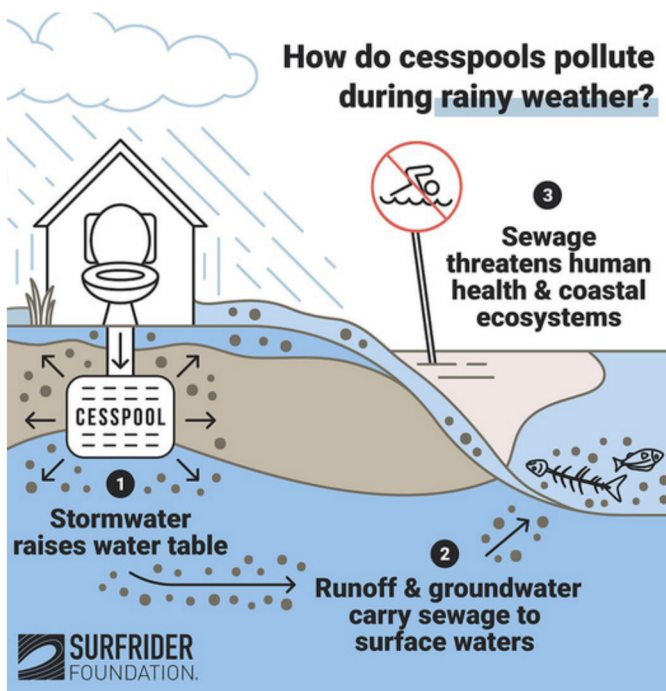 How do cesspools pollute
during rainy weather?
3
Sewage
threatens human
health & coastal
ecosystems
CESSPOOL
1
Stormwater
raises water table
2
Runoff & groundwater
carry sewage to
surface waters
SURFRIDER
FOUNDATION.